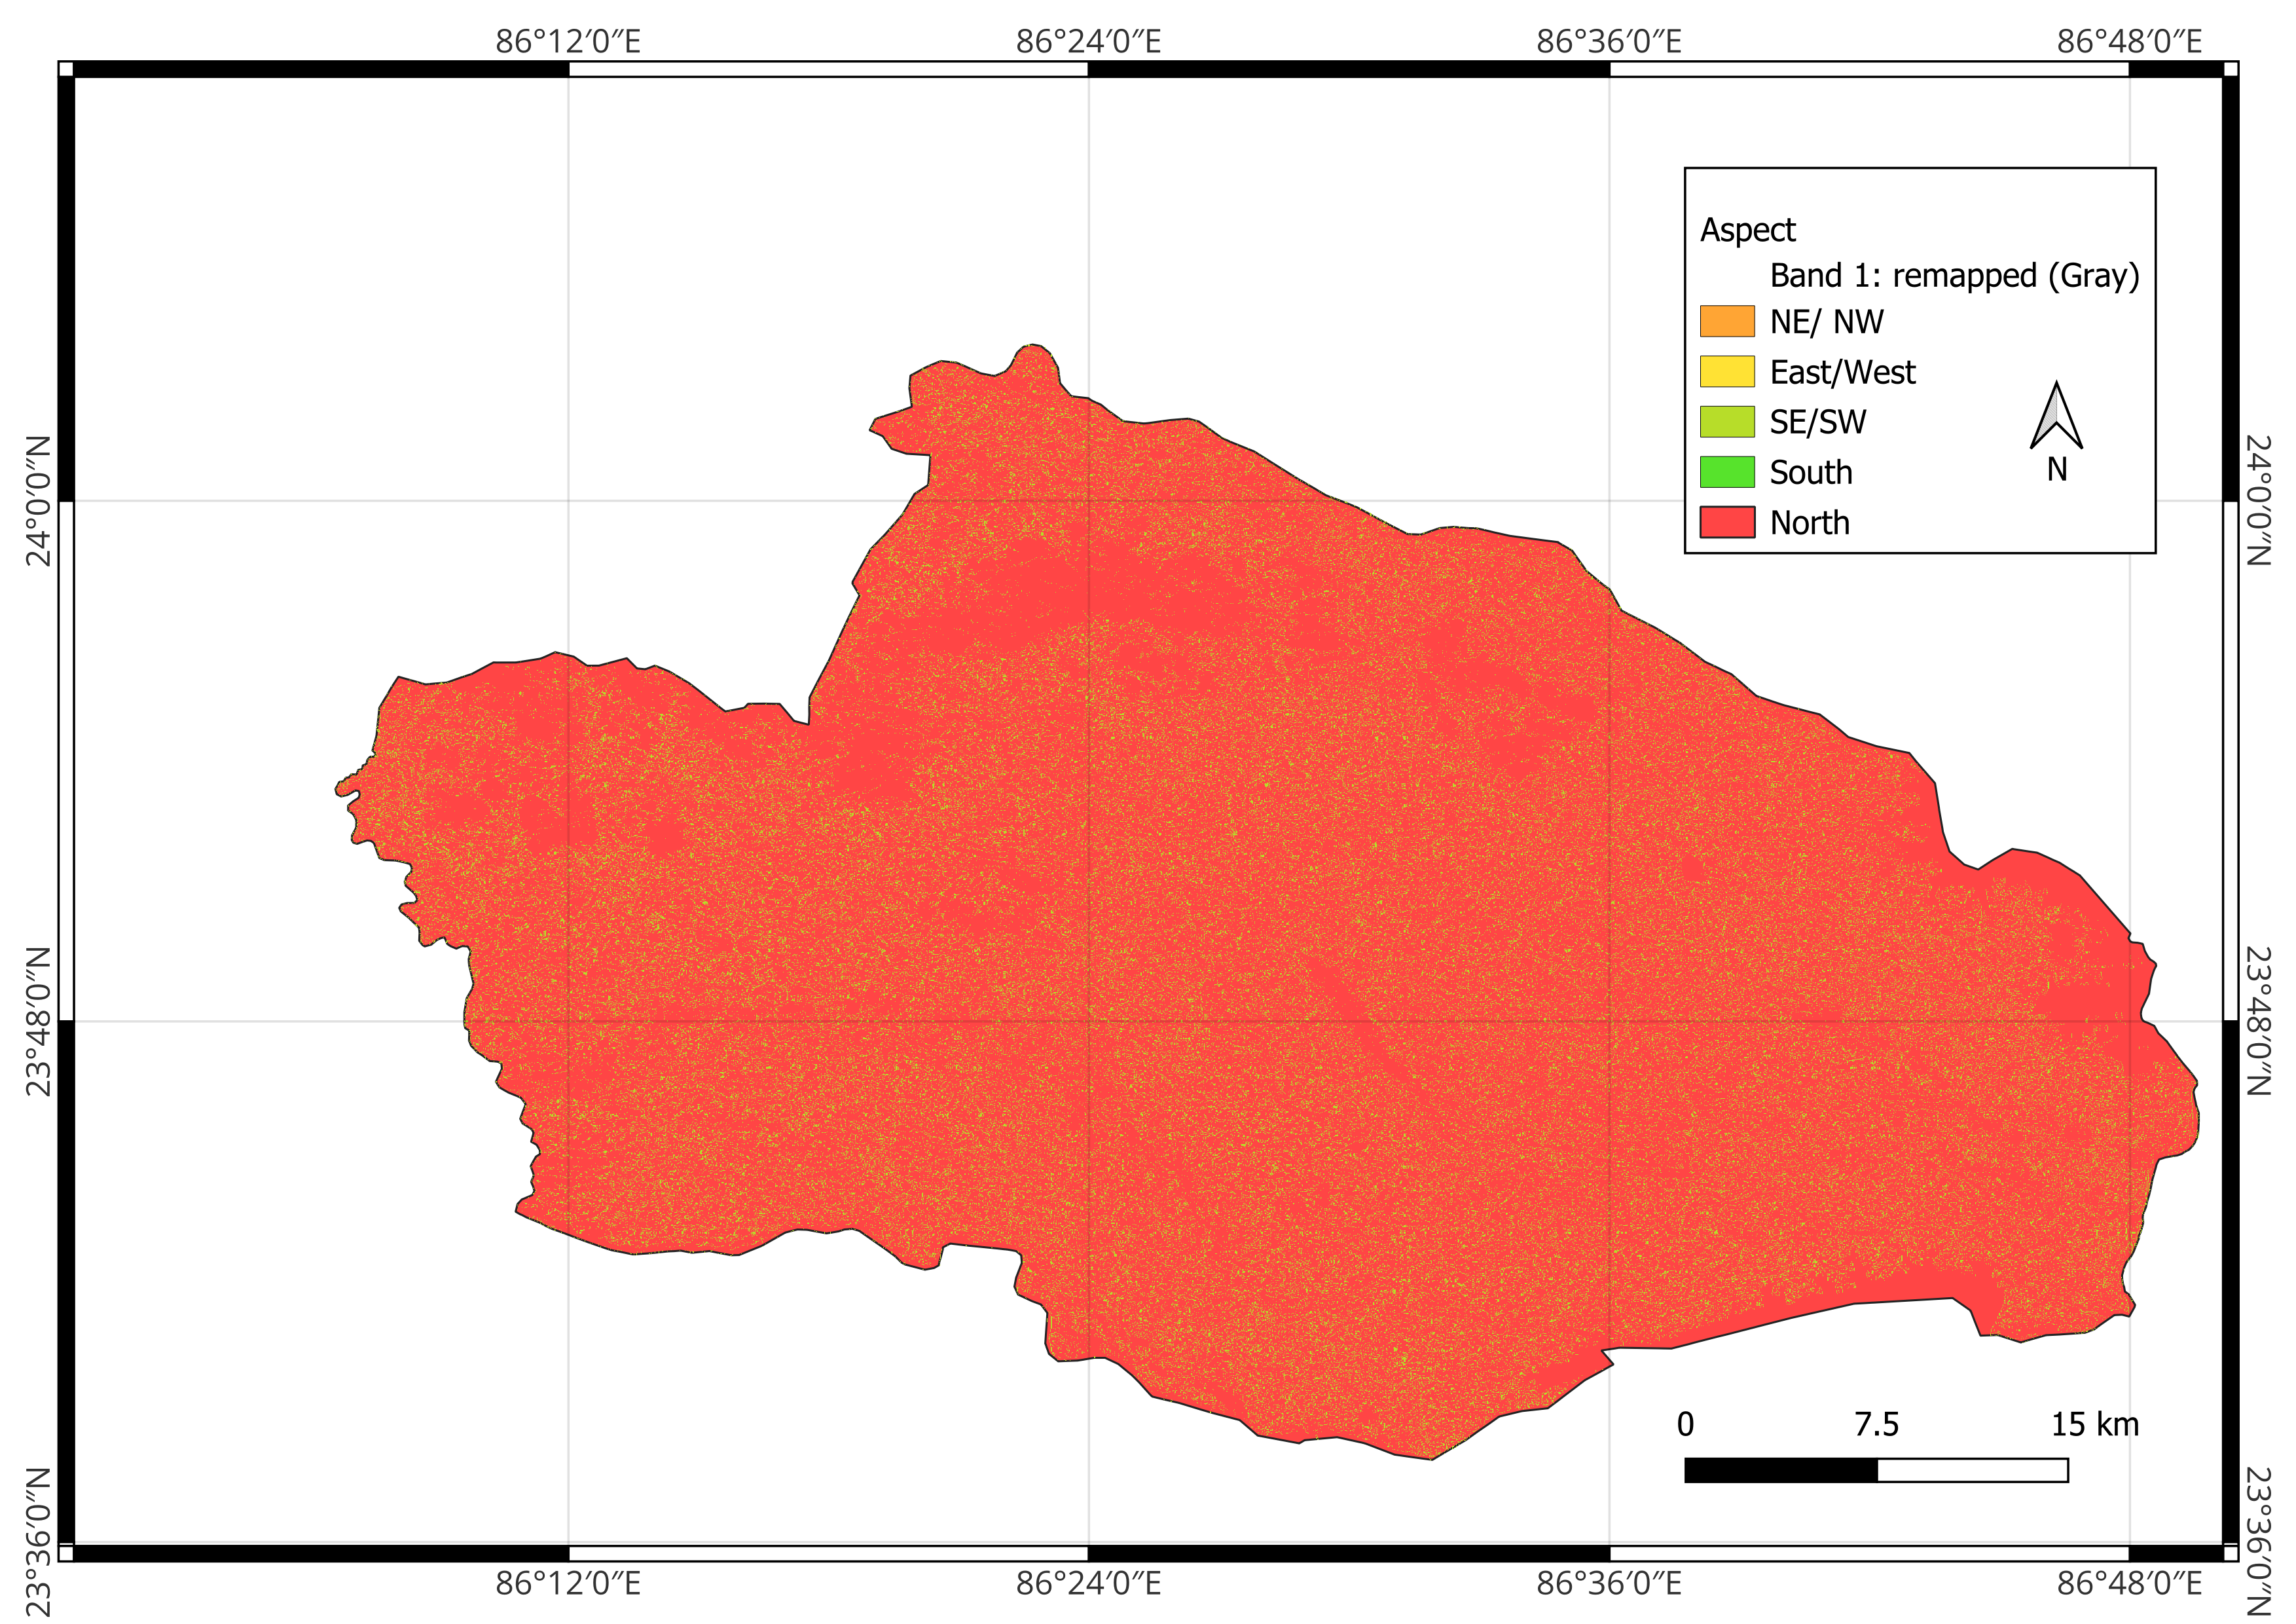 86°12′0″E 86°24′0″E 86°36′0″E 86°48′0″E
Aspect
Band 1: remapped (Gray)
NE/ NW
East/West
SE/SW
South
North
N
24°0′0″N
24°0′0″N
23°48′0″N
23°48′0″N
23°36′0″N
23°36′0″N
0 7.5 15 km
86°12′0″E 86°24′0″E 86°36′0″E 86°48′0″E